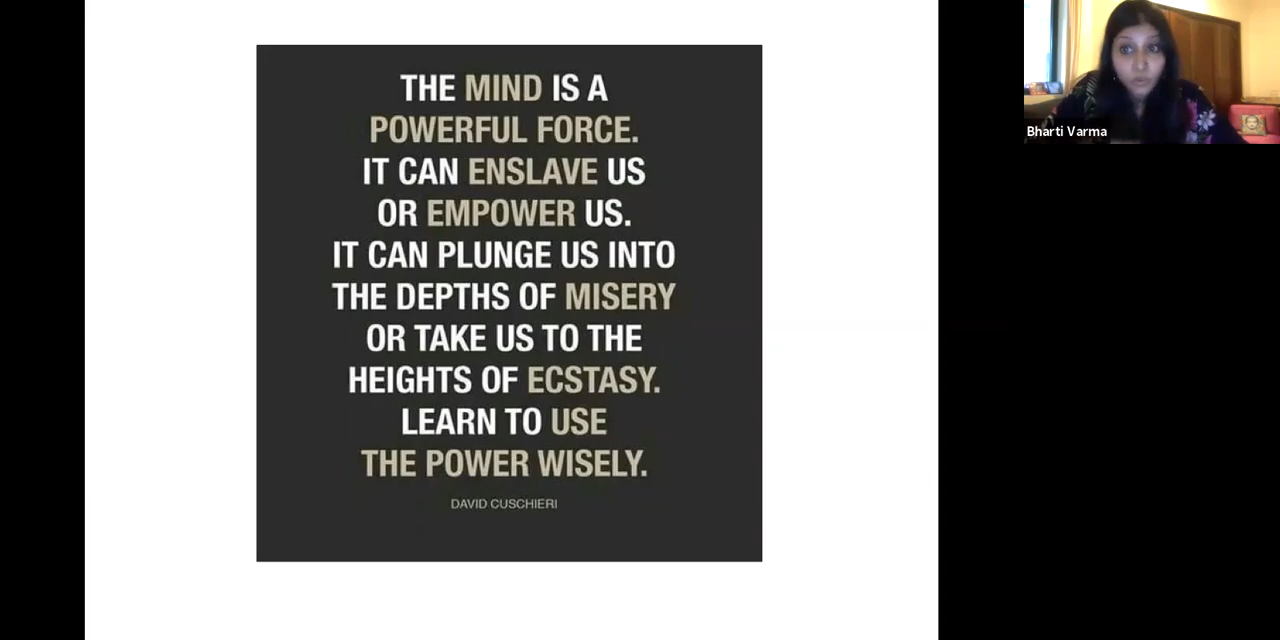 THE MIND IS A
POWERFUL FORCE.
IT CAN ENSLAVE US
OR EMPOWER US.
IT CAN PLUNGE US INTO
THE DEPTHS OF MISERY
OR TAKE US TO THE
HEIGHTS OF ECSTASY.
LEARN TO USE
THE POWER WISELY.
DAVID CUSCHIERI
Bharti Varma